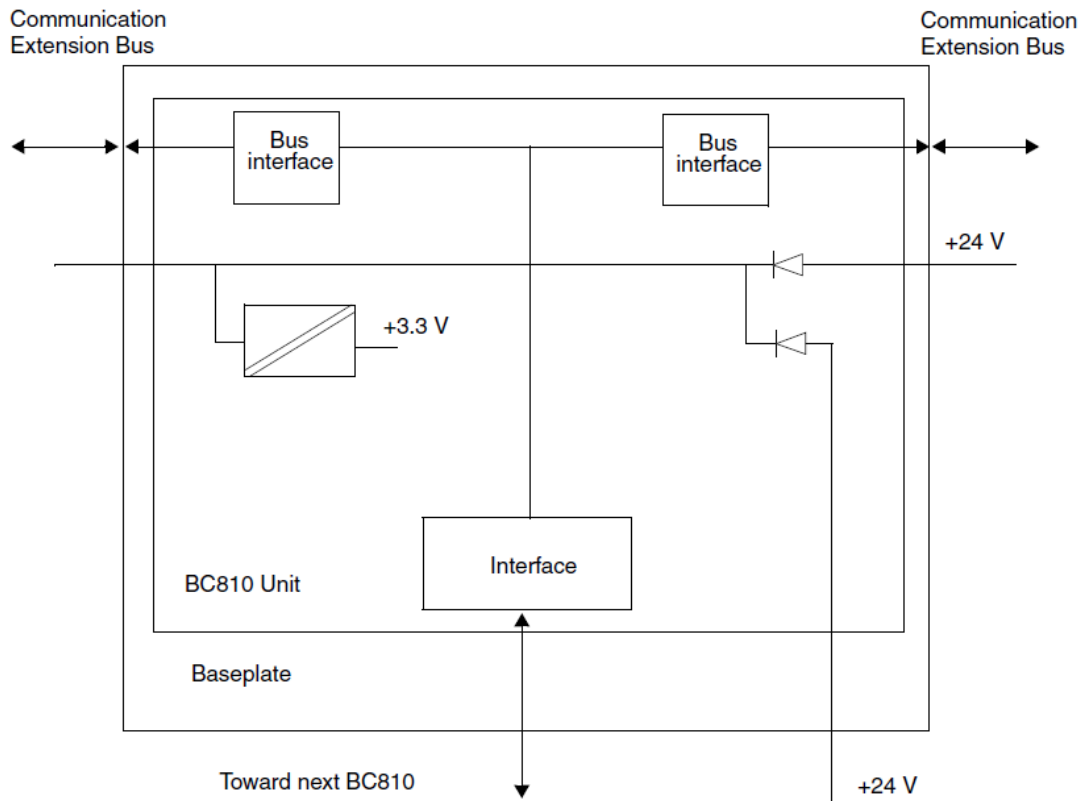 Communication
Extension Bus
Communication
Extension Bus
Bus
interface
Bus
interface
+24 V
+3.3 V
Interface
BC810 Unit
Baseplate
Toward next BC810
+24 V